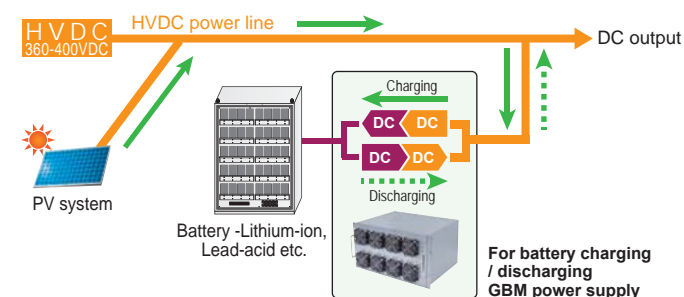 HVDC
360-400VDC
HVDC power line
DC output
Charging
DC DC
DC DC
Discharging
PV system
Battery -Lithium-ion,
Lead-acid etc.
For battery charging
/ discharging
GBM power supply